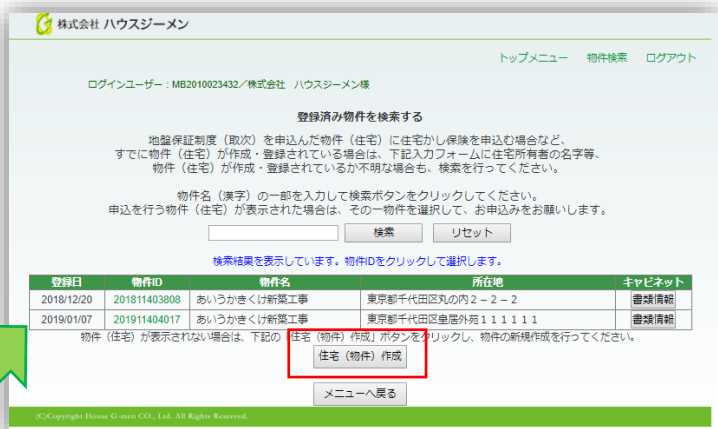 株式会社 ハウスジーメン
トップメニュー 物件検索 ログアウト
ログインユーザー：MB2010023432／株式会社 ハウスジーメン様
登録済み物件を検索する
地盤保証制度（取次）を申込んだ物件（住宅）に住宅かし保険を申込む場合など、
すでに物件（住宅）が作成・登録されている場合は、下記入力フォームに住宅所有者の名字等、
物件（住宅）が作成・登録されているか不明な場合も、検索を行ってください。
物件名（漢字）の一部を入力して検索ボタンをクリックしてください。
申込を行う物件（住宅）が表示された場合は、その一物件を選択して、お申込みをお願いします。
検索 リセット
検索結果を表示しています。物件IDをクリックして選択します。
登録日 物件ID 物件名 所在地 キャビネット
2018/12/20 201811403808 あいうかきくけ新築工事 東京都千代田区丸の内２－２－２ 書類情報
2019/01/07 201911404017 あいうかきくけ新築工事 東京都千代田区皇居外苑１１１１１１ 書類情報
物件（住宅）が表示されない場合は、下記の「住宅（物件）作成」ボタンをクリックし、物件の新規作成を行ってください。
住宅（物件）作成
メニューへ戻る
(C)Copyright House G-men CO., Ltd. All Rights Reserved.